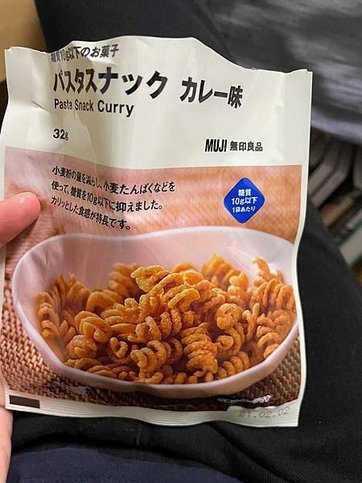 糖質10g以下のお菓子
パスタスナック カレー味
Pasta Snack Curry
32g
MUJI 無印良品
小麦粉の量を減らし、小麦たんぱくなどを
使って、糖質を10g以下に抑えました。
カリッとした食感が特長です。
糖質
10g以下
1袋あたり
21.02.02